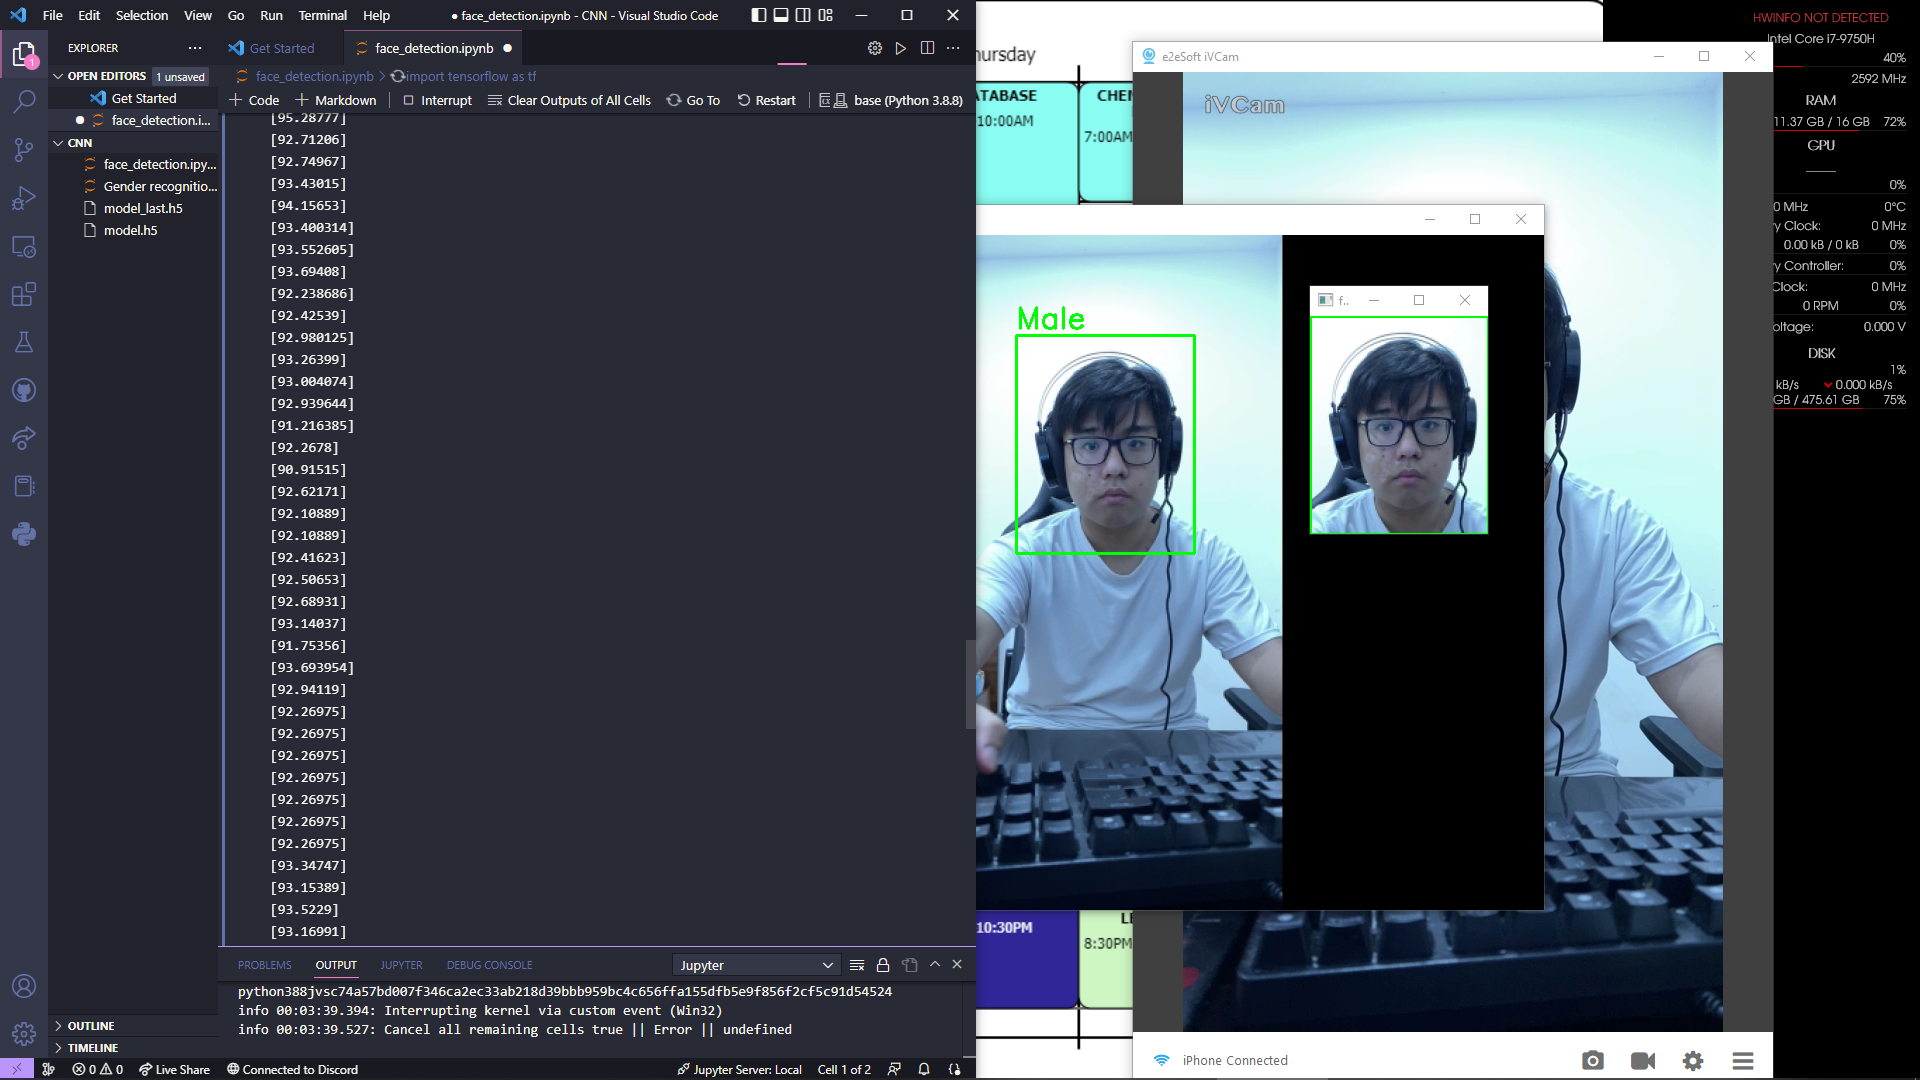 File Edit Selection View Go Run Terminal Help
● face_detection.ipynb - CNN - Visual Studio Code
EXPLORER
Get Started
face_detection.ipynb
OPEN EDITORS 1 unsaved
Get Started
face_detection.i...
CNN
face_detection.ipy...
Gender recognitio...
model_last.h5
model.h5
OUTLINE
TIMELINE
1
face_detection.ipynb > import tensorflow as tf
+ Code + Markdown Interrupt Clear Outputs of All Cells Go To Restart base (Python 3.8.8)
[95.28777]
[92.71206]
[92.74967]
[93.43015]
[94.15653]
[93.400314]
[93.552605]
[93.69408]
[92.238686]
[92.42539]
[92.980125]
[93.26399]
[93.004074]
[92.939644]
[91.216385]
[92.2678]
[90.91515]
[92.62171]
[92.10889]
[92.10889]
[92.41623]
[92.50653]
[92.68931]
[93.14037]
[91.75356]
[93.693954]
[92.94119]
[92.26975]
[92.26975]
[92.26975]
[92.26975]
[92.26975]
[92.26975]
[92.26975]
[93.34747]
[93.15389]
[93.5229]
[93.16991]
PROBLEMS OUTPUT JUPYTER DEBUG CONSOLE
Jupyter
python388jvsc74a57bd007f346ca2ec33ab218d39bbb959bc4c656ffa155dfb5e9f856f2cf5c91d54524
info 00:03:39.394: Interrupting kernel via custom event (Win32)
info 00:03:39.527: Cancel all remaining cells true || Error || undefined
0 0 Live Share Connected to Discord
Jupyter Server: Local Cell 1 of 2
hursday
ATABASE
10:00AM
CHEM
7:00AM
10:30PM
LE
8:30PM
e2eSoft iVCam
iVCam
Male
f..
iPhone Connected
HWINFO NOT DETECTED
Intel Core i7-9750H
40%
2592 MHz
RAM
11.37 GB / 16 GB 72%
GPU
0%
0 MHz 0°C
y Clock: 0 MHz
0.00 kB / 0 kB 0%
y Controller: 0%
Clock: 0 MHz
0 RPM 0%
oltage: 0.000 V
DISK
1%
kB/s 0.000 kB/s
GB / 475.61 GB 75%